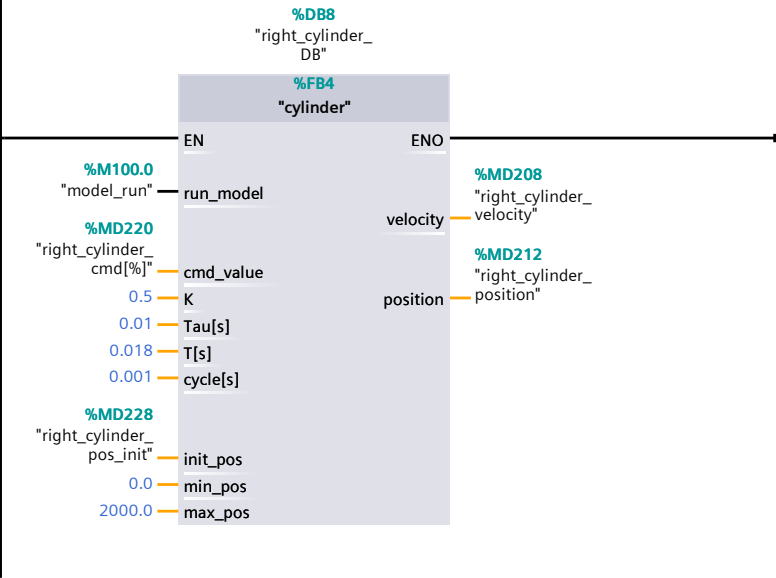 %DB8
"right_cylinder_
DB"
%FB4
"cylinder"
EN
ENO
%M100.0
"model_run"
run_model
%MD208
"right_cylinder_
velocity"
velocity
%MD220
"right_cylinder_
cmd[%]"
cmd_value
%MD212
"right_cylinder_
position"
position
0.5
K
0.01
Tau[s]
0.018
T[s]
0.001
cycle[s]
%MD228
"right_cylinder_
pos_init"
init_pos
0.0
min_pos
2000.0
max_pos